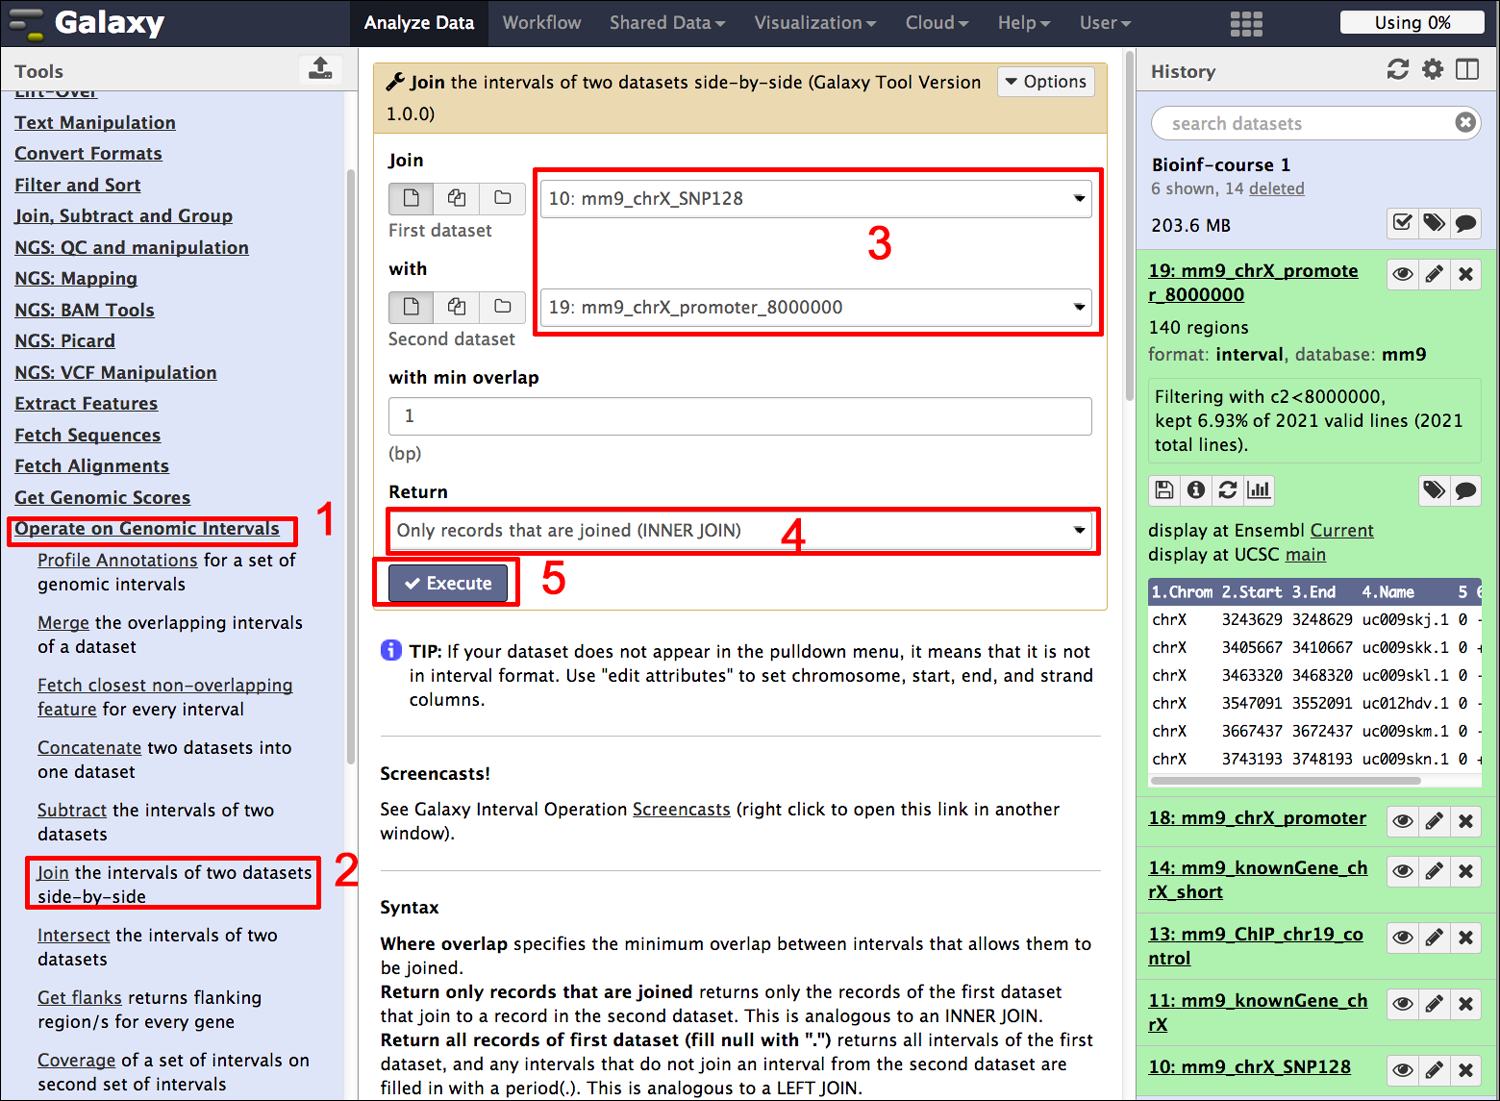 Galaxy
Analyze Data
Workflow
Shared Data
Visualization
Cloud
Help
User
Using 0%
Tools
Lift-Over
Text Manipulation
Convert Formats
Filter and Sort
Join, Subtract and Group
NGS: QC and manipulation
NGS: Mapping
NGS: BAM Tools
NGS: Picard
NGS: VCF Manipulation
Extract Features
Fetch Sequences
Fetch Alignments
Get Genomic Scores
Operate on Genomic Intervals
1
Profile Annotations for a set of
genomic intervals
Merge the overlapping intervals
of a dataset
Fetch closest non-overlapping
feature for every interval
Concatenate two datasets into
one dataset
Subtract the intervals of two
datasets
Join the intervals of two datasets
side-by-side
2
Intersect the intervals of two
datasets
Get flanks returns flanking
region/s for every gene
Coverage of a set of intervals on
second set of intervals
Join the intervals of two datasets side-by-side (Galaxy Tool Version
1.0.0)
Options
Join
10: mm9_chrX_SNP128
First dataset
3
with
19: mm9_chrX_promoter_8000000
Second dataset
with min overlap
1
(bp)
Return
Only records that are joined (INNER JOIN)
4
Execute
5
TIP: If your dataset does not appear in the pulldown menu, it means that it is not
in interval format. Use "edit attributes" to set chromosome, start, end, and strand
columns.
Screencasts!
See Galaxy Interval Operation Screencasts (right click to open this link in another
window).
Syntax
Where overlap specifies the minimum overlap between intervals that allows them to
be joined.
Return only records that are joined returns only the records of the first dataset
that join to a record in the second dataset. This is analogous to an INNER JOIN.
Return all records of first dataset (fill null with ".") returns all intervals of the first
dataset, and any intervals that do not join an interval from the second dataset are
filled in with a period(.). This is analogous to a LEFT JOIN.
History
search datasets
Bioinf-course 1
6 shown, 14 deleted
203.6 MB
19: mm9_chrX_promote
r_8000000
140 regions
format: interval, database: mm9
Filtering with c2<8000000,
kept 6.93% of 2021 valid lines (2021
total lines).
display at Ensembl Current
display at UCSC main
1.Chrom 2.Start 3.End 4.Name 5 6
chrX 3243629 3248629 uc009skj.1 0 -
chrX 3405667 3410667 uc009skk.1 0 +
chrX 3463320 3468320 uc009skl.1 0 -
chrX 3547091 3552091 uc012hdv.1 0 -
chrX 3667437 3672437 uc009skm.1 0 -
chrX 3743193 3748193 uc009skn.1 0 +
18: mm9_chrX_promoter
14: mm9_knownGene_ch
rX_short
13: mm9_ChIP_chr19_co
ntrol
11: mm9_knownGene_ch
rX
10: mm9_chrX_SNP128